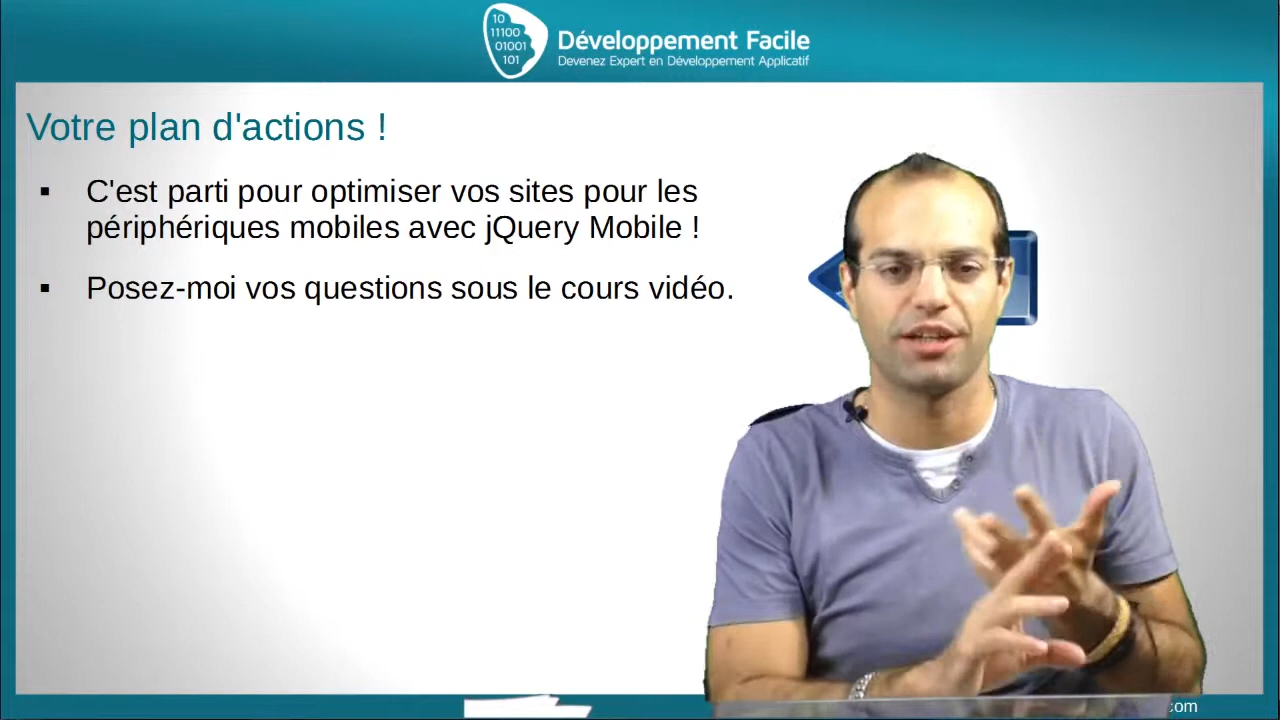 10
11100
01001
101
Développement Facile
Devenez Expert en Développement Applicatif
Votre plan d'actions !
▪ C'est parti pour optimiser vos sites pour les
périphériques mobiles avec jQuery Mobile !
▪ Posez-moi vos questions sous le cours vidéo.
.com